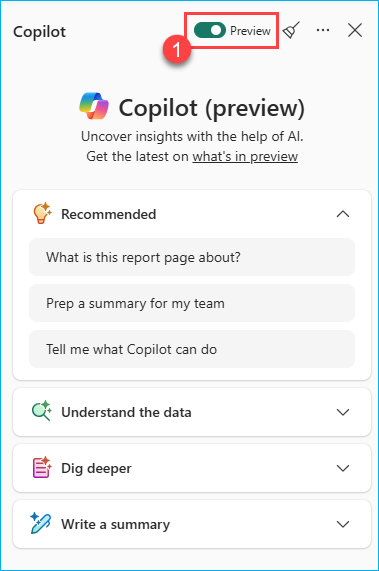 Copilot
Preview
1
Copilot (preview)
Uncover insights with the help of AI.
Get the latest on what's in preview
Recommended
What is this report page about?
Prep a summary for my team
Tell me what Copilot can do
Understand the data
Dig deeper
Write a summary